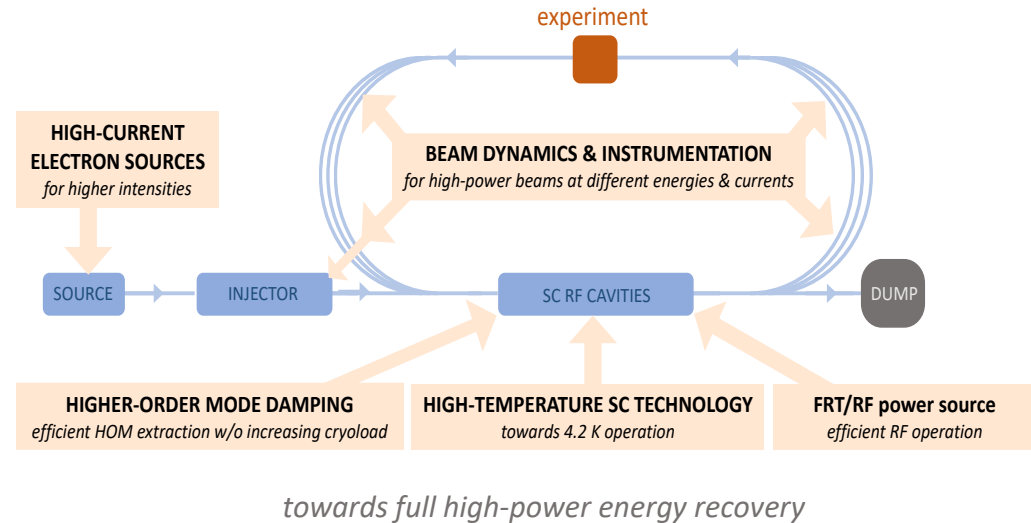 experiment
HIGH-CURRENT
ELECTRON SOURCES
for higher intensities
BEAM DYNAMICS & INSTRUMENTATION
for high-power beams at different energies & currents
SOURCE
INJECTOR
SC RF CAVITIES
DUMP
HIGHER-ORDER MODE DAMPING
efficient HOM extraction w/o increasing cryoload
HIGH-TEMPERATURE SC TECHNOLOGY
towards 4.2 K operation
FRT/RF power source
efficient RF operation
towards full high-power energy recovery